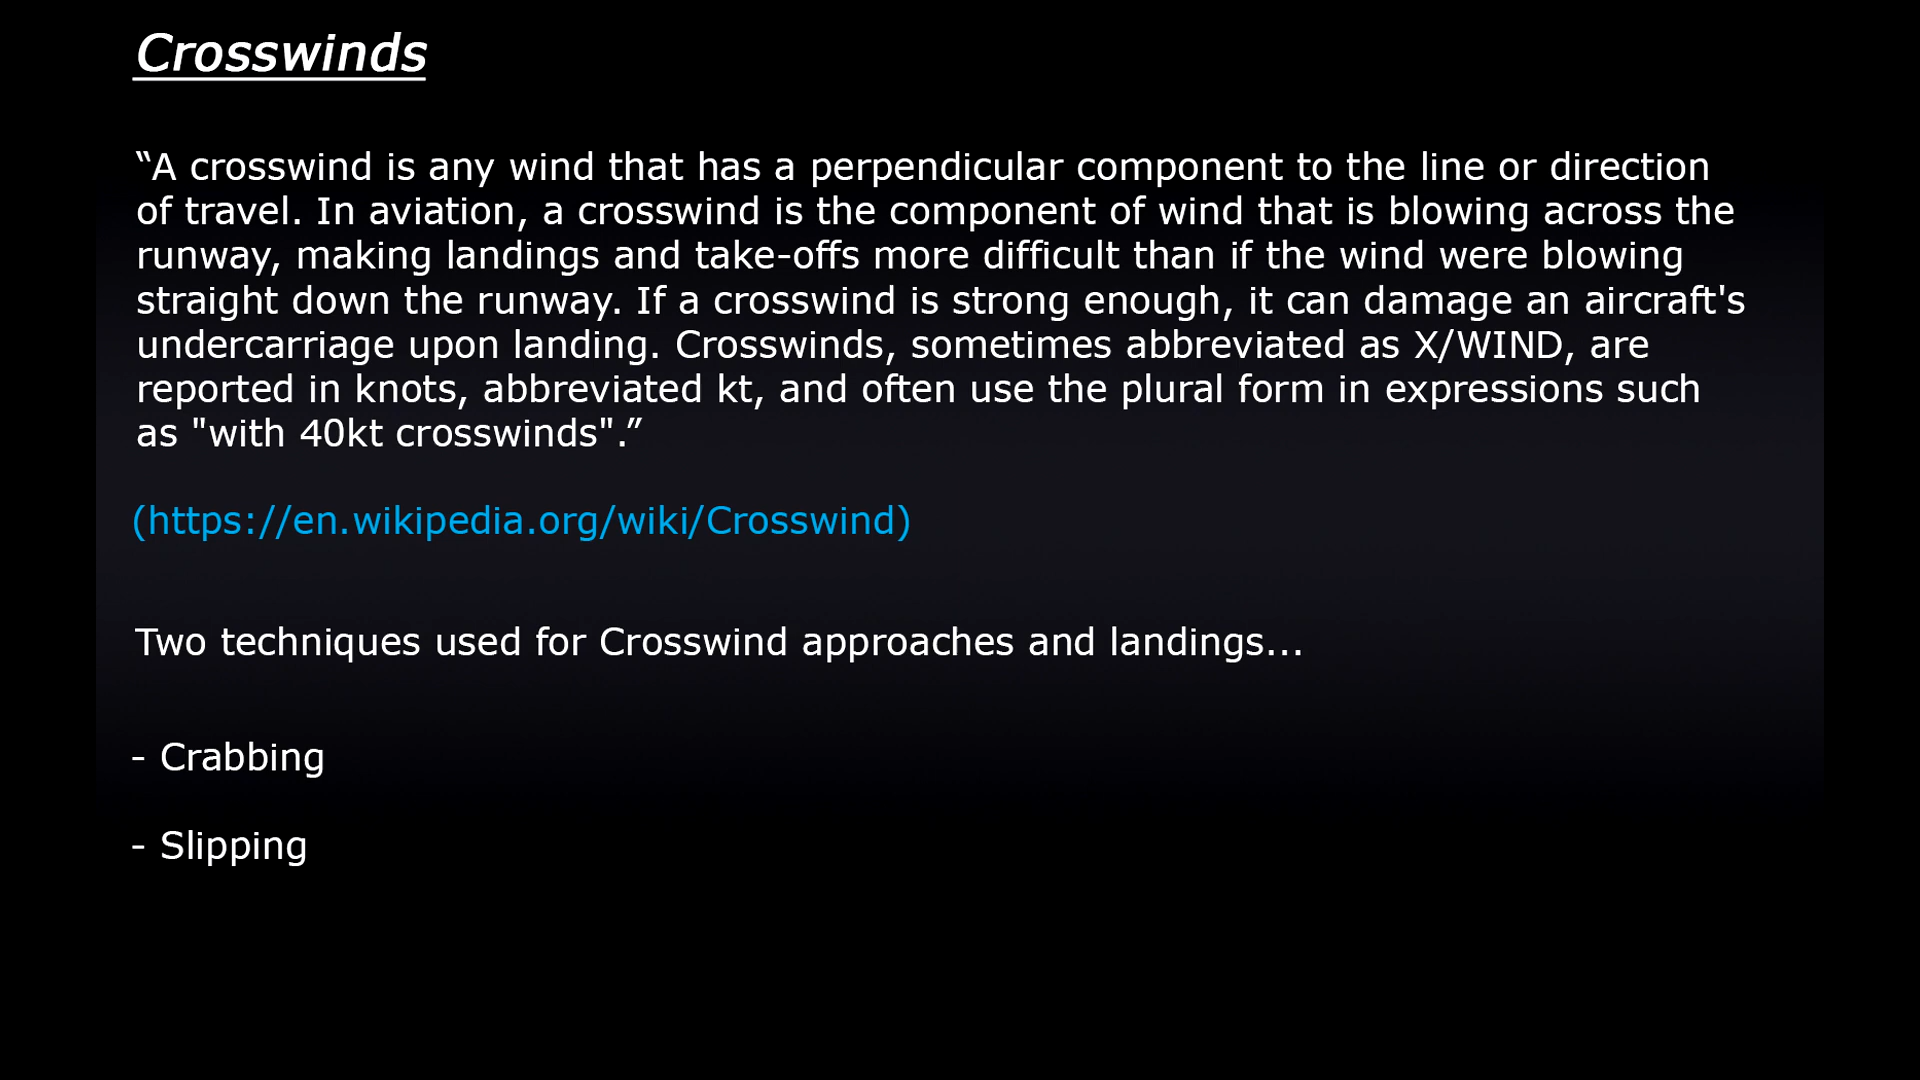 Crosswinds
“A crosswind is any wind that has a perpendicular component to the line or direction
of travel. In aviation, a crosswind is the component of wind that is blowing across the
runway, making landings and take-offs more difficult than if the wind were blowing
straight down the runway. If a crosswind is strong enough, it can damage an aircraft's
undercarriage upon landing. Crosswinds, sometimes abbreviated as X/WIND, are
reported in knots, abbreviated kt, and often use the plural form in expressions such
as "with 40kt crosswinds".”
(https://en.wikipedia.org/wiki/Crosswind)
Two techniques used for Crosswind approaches and landings...
- Crabbing
- Slipping